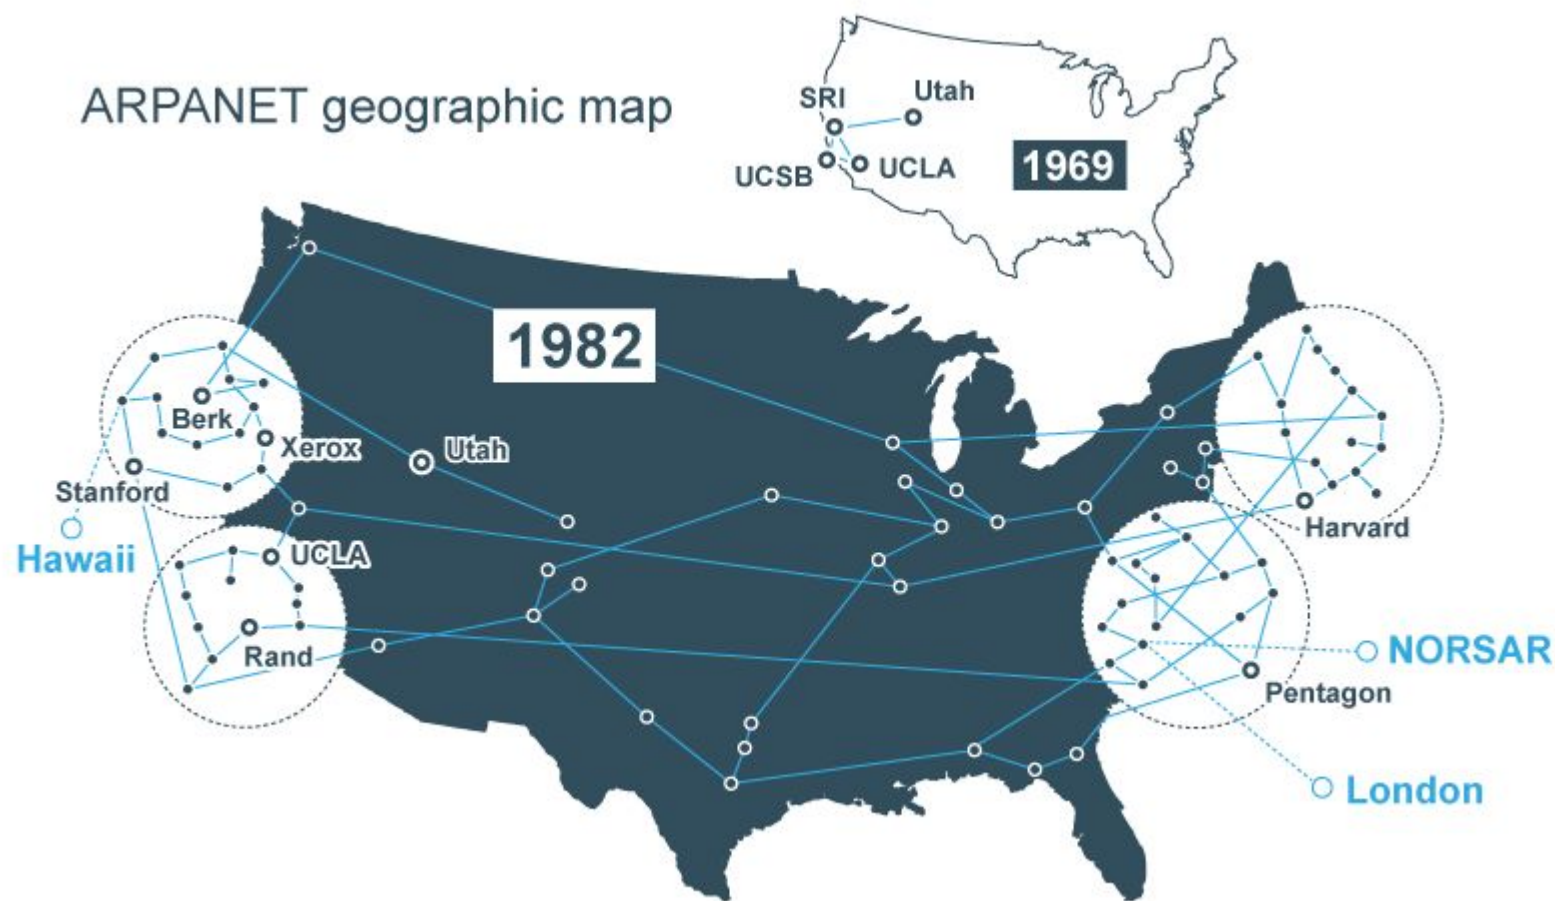 ARPANET geographic map
SRI
Utah
UCSB
UCLA
1969
1982
Berk
Xerox
Utah
Stanford
Hawaii
UCLA
Rand
Harvard
NORSAR
Pentagon
London